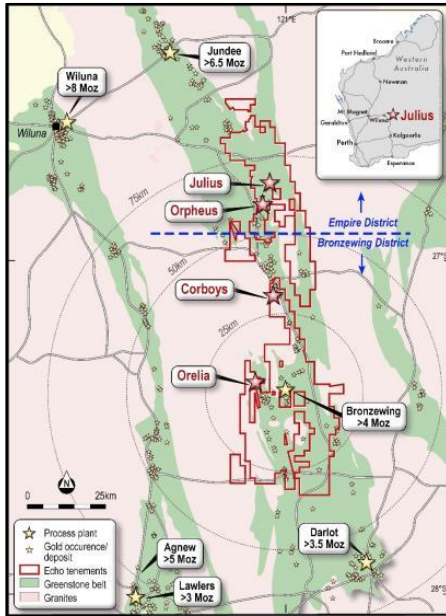 121°E
Jundee
>6.5 Moz
Wiluna
>8 Moz
Wiluna
Broome
Port Hedland
Western
Australia
Newman
Mt Magnet
Wiluna
Julius
Geraldton
Kalgoorlie
Perth
Esperance
Julius
Orpheus
75km
Empire District
Bronzewing District
27°S
50km
Corboys
25km
Orelia
Bronzewing
>4 Moz
0
25km
Process plant
Gold occurence/
deposit
Echo tenements
Greenstone belt
Granites
Agnew
>5 Moz
Lawlers
>3 Moz
Darlot
>3.5 Moz
28°S